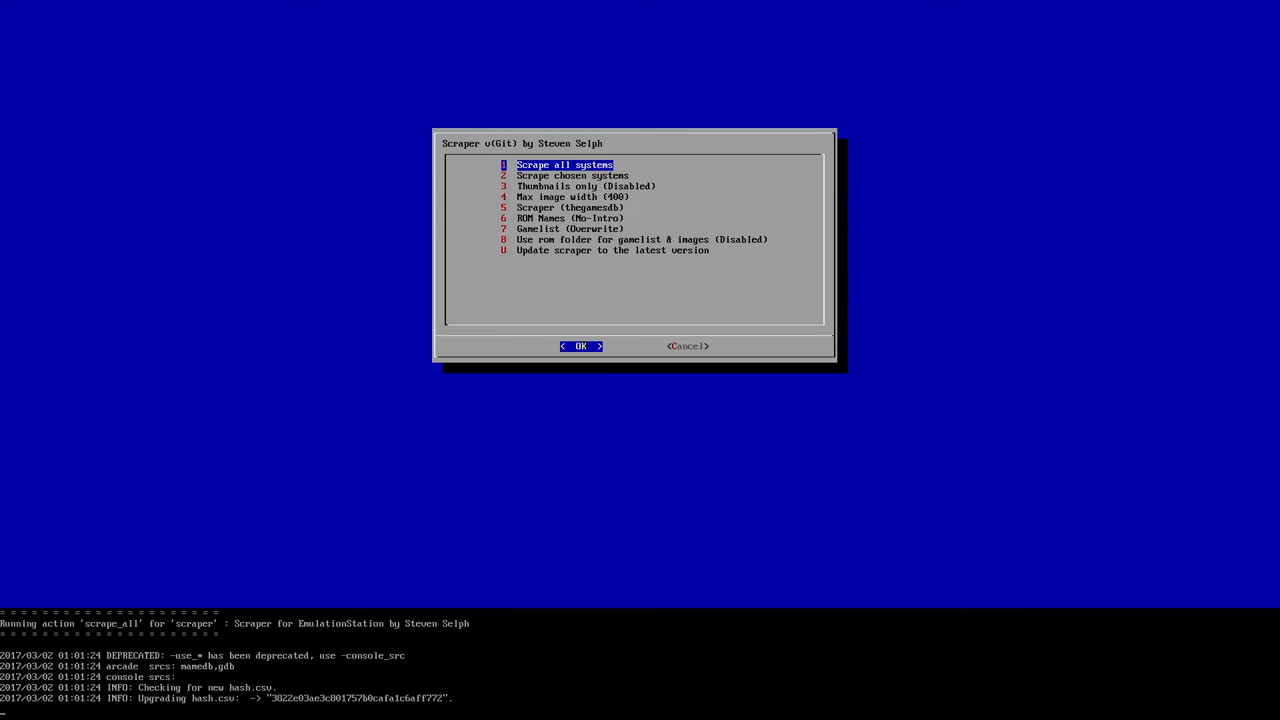 Scraper v(Git) by Steven Selph
1 Scrape all systems
2 Scrape chosen systems
3 Thumbnails only (Disabled)
4 Max image width (400)
5 Scraper (thegamesdb)
6 ROM Names (No-Intro)
7 Gamelist (Overwrite)
8 Use rom folder for gamelist & images (Disabled)
U Update scraper to the latest version
< OK > <Cancel>
= = = = = = = = = = = = = = = = = = = = =
Running action 'scrape_all' for 'scraper' : Scraper for EmulationStation by Steven Selph
= = = = = = = = = = = = = = = = = = = = =
2017/03/02 01:01:24 DEPRECATED: -use_* has been deprecated, use -console_src
2017/03/02 01:01:24 arcade  srcs: mamedb,gdb
2017/03/02 01:01:24 console srcs:
2017/03/02 01:01:24 INFO: Checking for new hash.csv.
2017/03/02 01:01:24 INFO: Upgrading hash.csv:  -> "3822e03ae3c801757b0cafa1c6aff772".